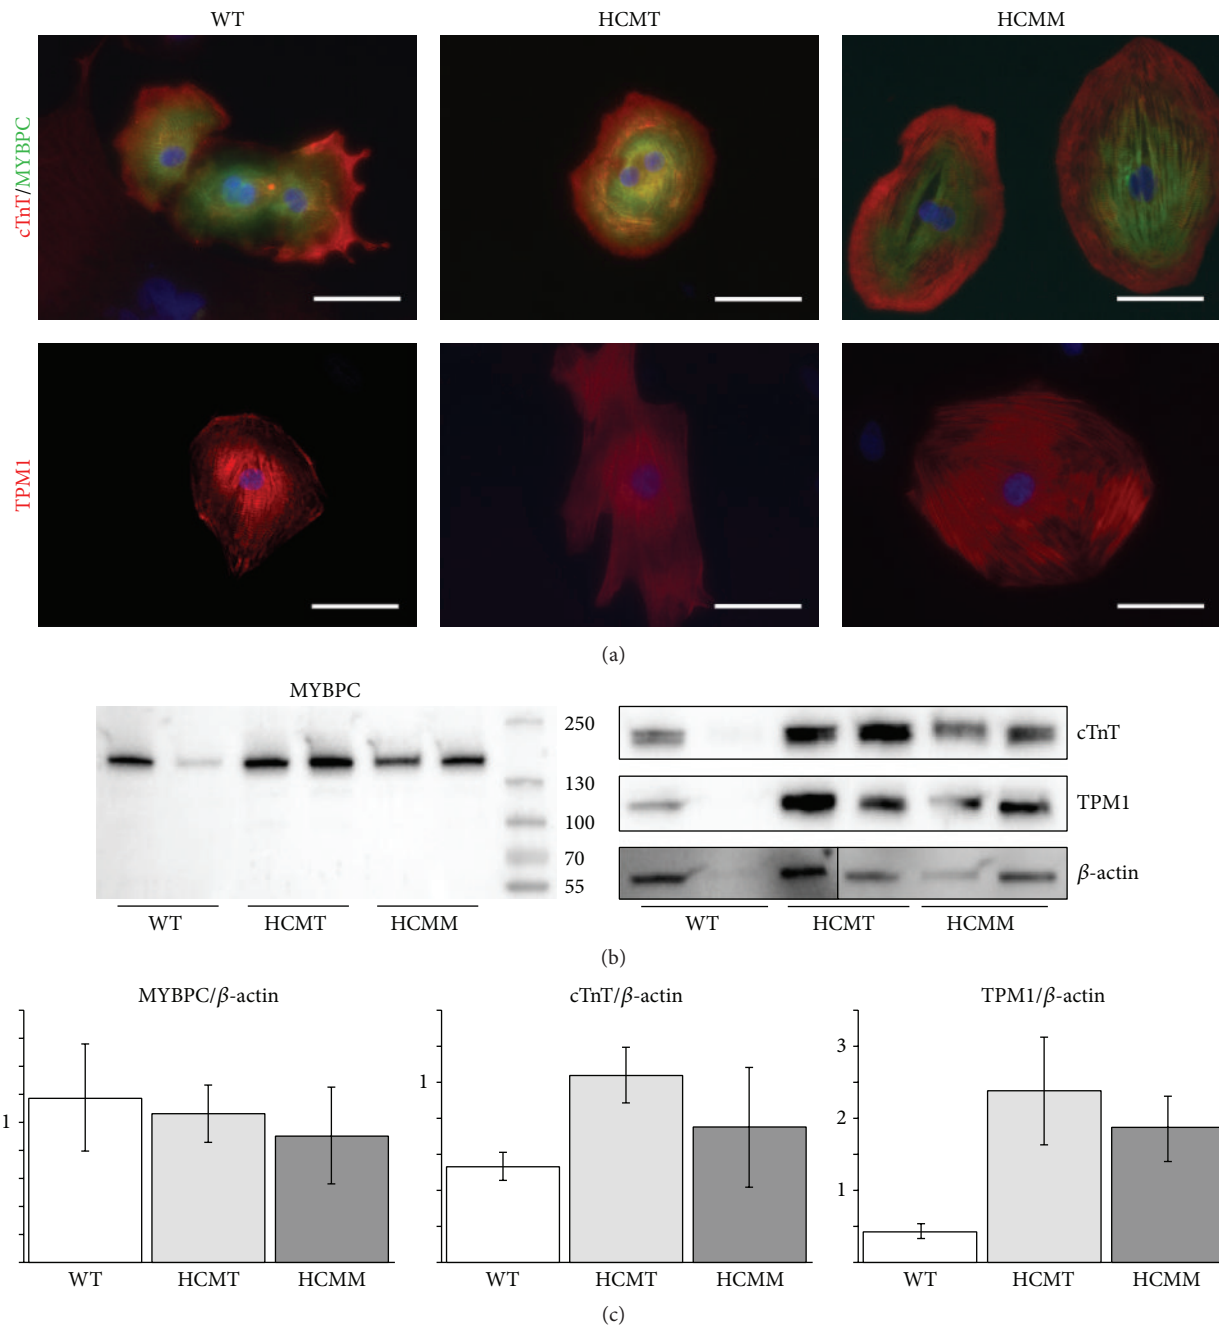 WT HCMT HCMM
cTnT/MYBPC
TPM1
(a)
MYBPC
250
130
100
70
55
WT HCMT HCMM
cTnT
TPM1
β-actin
WT HCMT HCMM
(b)
MYBPC/β-actin
1
WT HCMT HCMM
cTnT/β-actin
1
WT HCMT HCMM
TPM1/β-actin
3
2
1
WT HCMT HCMM
(c)